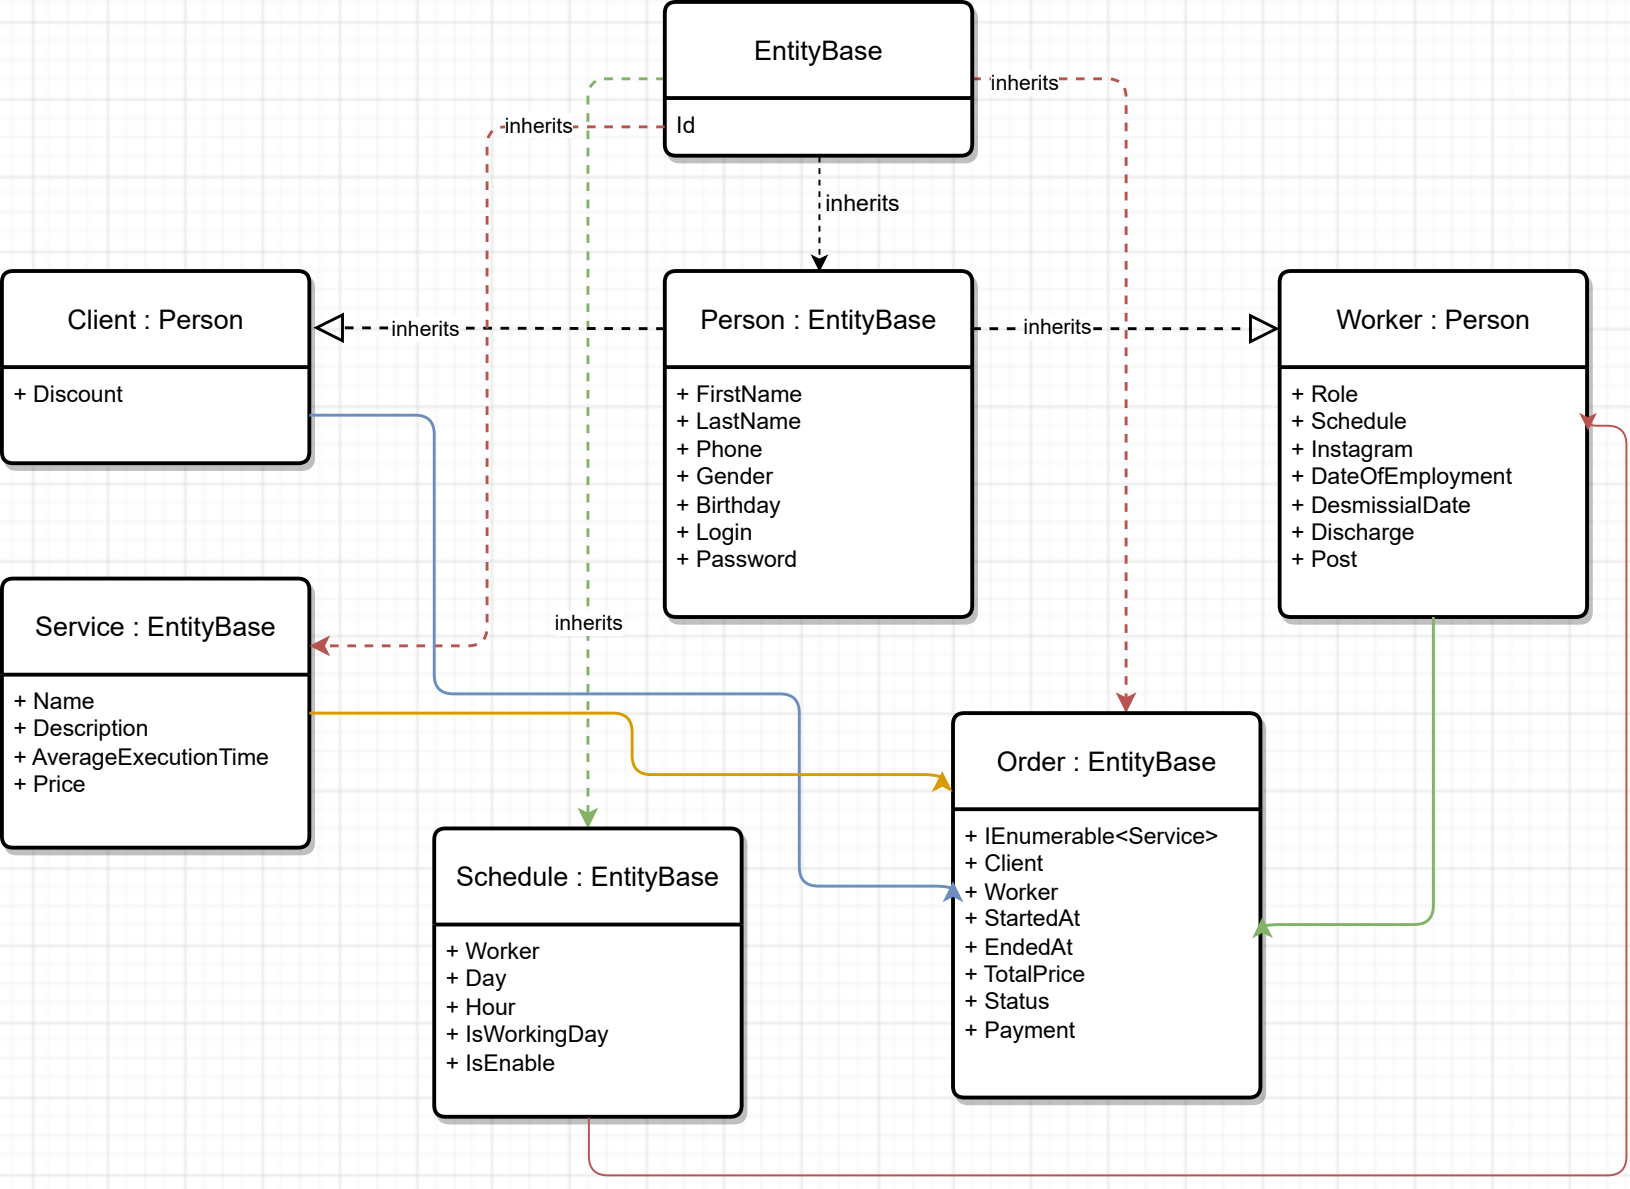 EntityBase
Id
inherits
inherits
inherits
Client : Person
+ Discount
inherits
Person : EntityBase
+ FirstName
+ LastName
+ Phone
+ Gender
+ Birthday
+ Login
+ Password
inherits
Worker : Person
+ Role
+ Schedule
+ Instagram
+ DateOfEmployment
+ DesmissialDate
+ Discharge
+ Post
Service : EntityBase
+ Name
+ Description
+ AverageExecutionTime
+ Price
inherits
Schedule : EntityBase
+ Worker
+ Day
+ Hour
+ IsWorkingDay
+ IsEnable
Order : EntityBase
+ IEnumerable<Service>
+ Client
+ Worker
+ StartedAt
+ EndedAt
+ TotalPrice
+ Status
+ Payment